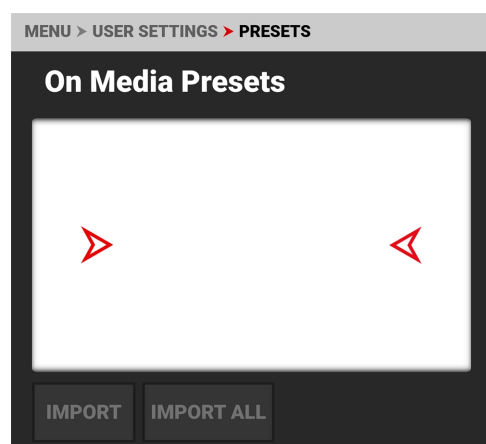 MENU > USER SETTINGS > PRESETS
On Media Presets
IMPORT IMPORT ALL